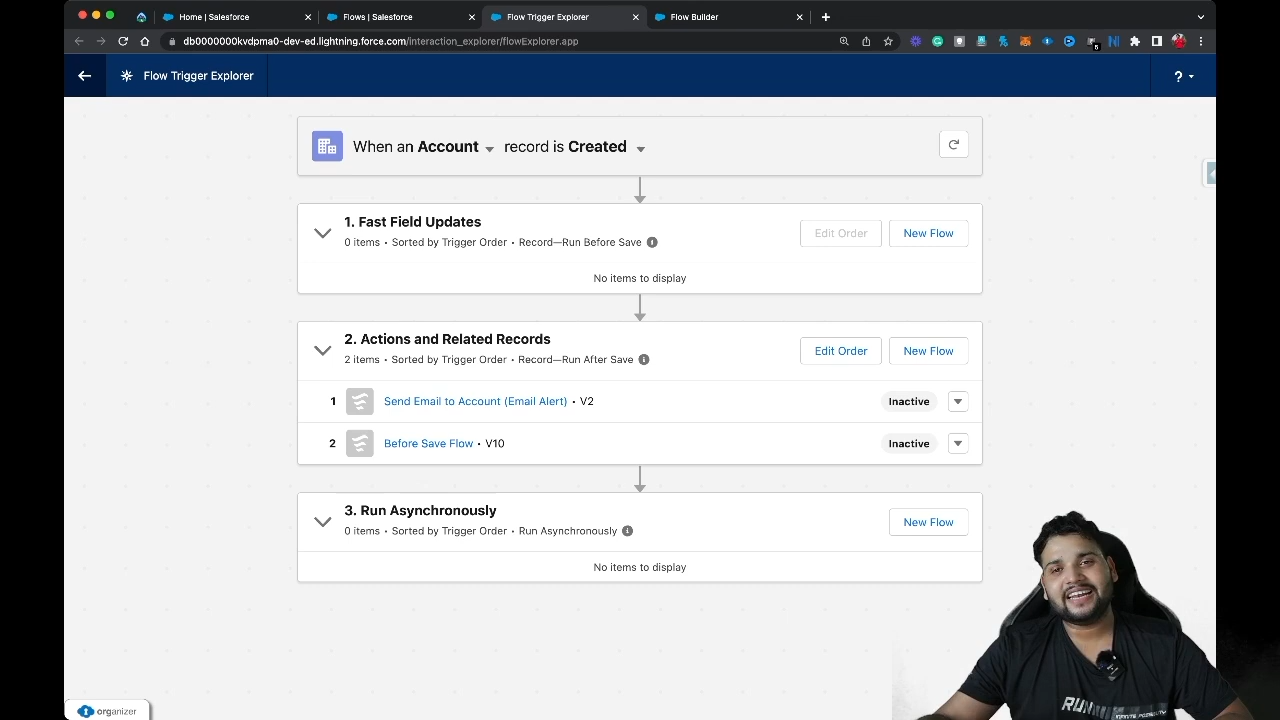 Home | Salesforce
Flows | Salesforce
Flow Trigger Explorer
Flow Builder
db0000000kvdpma0-dev-ed.lightning.force.com/interaction_explorer/flowExplorer.app
Flow Trigger Explorer
?
When an Account record is Created
1. Fast Field Updates
0 items • Sorted by Trigger Order • Record—Run Before Save
Edit Order
New Flow
No items to display
2. Actions and Related Records
2 items • Sorted by Trigger Order • Record—Run After Save
Edit Order
New Flow
1 Send Email to Account (Email Alert) • V2 Inactive
2 Before Save Flow • V10 Inactive
3. Run Asynchronously
0 items • Sorted by Trigger Order • Run Asynchronously
New Flow
No items to display
organizer